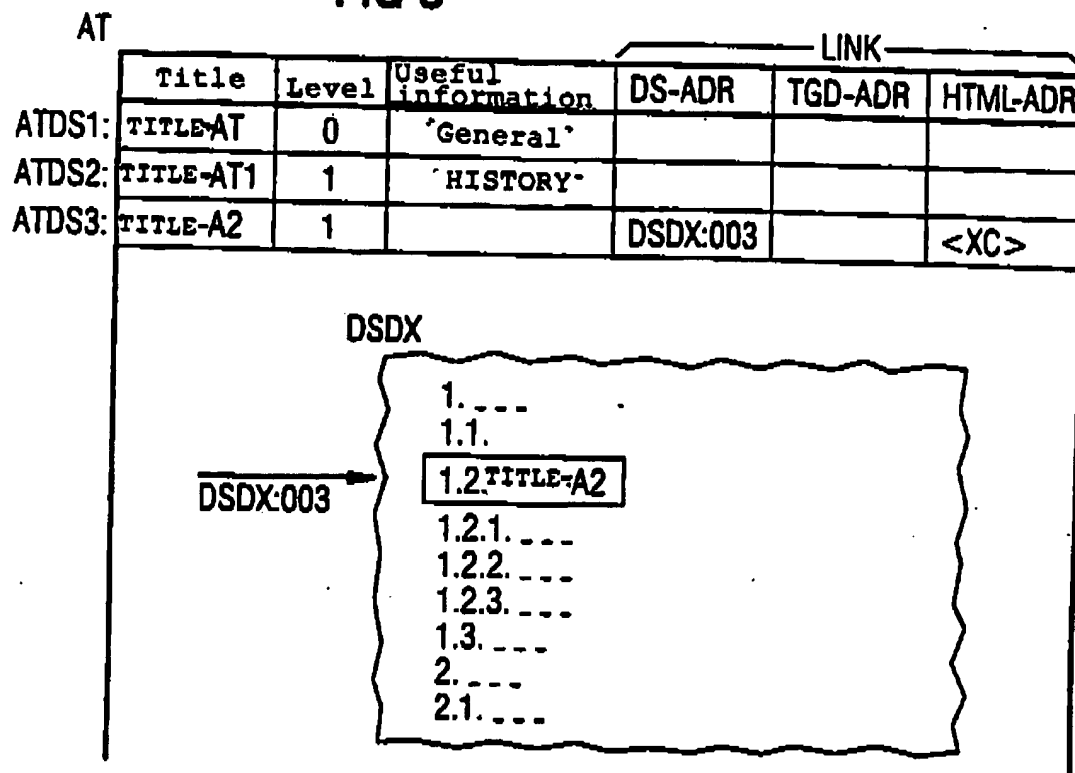 AT
LINK
Title Level Useful information DS-ADR TGD-ADR HTML-ADR
ATDS1: TITLE-AT 0 "General"
ATDS2: TITLE-AT1 1 "HISTORY"
ATDS3: TITLE-A2 1 DSDX:003 <XC>
DSDX
1. _ _ _
1.1.
DSDX:003 1.2. TITLE-A2
1.2.1. _ _ _
1.2.2. _ _ _
1.2.3. _ _ _
1.3. _ _ _
2. _ _ _
2.1. _ _ _